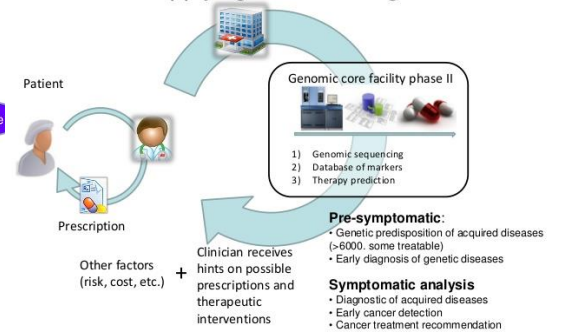 Patient
Genomic core facility phase II
1) Genomic sequencing
2) Database of markers
3) Therapy prediction
Prescription
Other factors
(risk, cost, etc.)
+
Clinician receives
hints on possible
prescriptions and
therapeutic
interventions
Pre-symptomatic:
• Genetic predisposition of acquired diseases
(>6000. some treatable)
• Early diagnosis of genetic diseases
Symptomatic analysis
• Diagnostic of acquired diseases
• Early cancer detection
• Cancer treatment recommendation